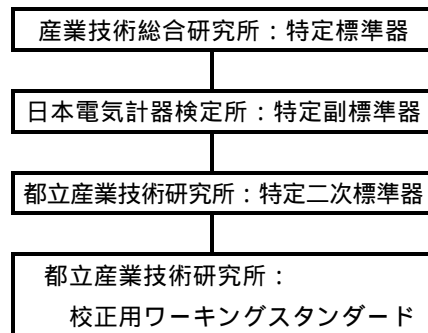 産業技術総合研究所：特定標準器
日本電気計器検定所：特定副標準器
都立産業技術研究所：特定二次標準器
都立産業技術研究所：
校正用ワーキングスタンダード